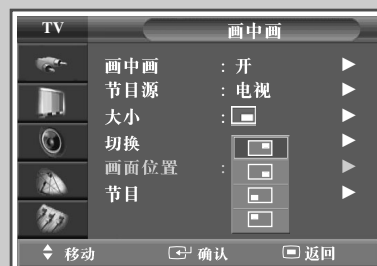 TV
画中画
画中画 : 开
节目源 : 电视
大小 :
切换
画面位置 :
节目
移动 确认 返回